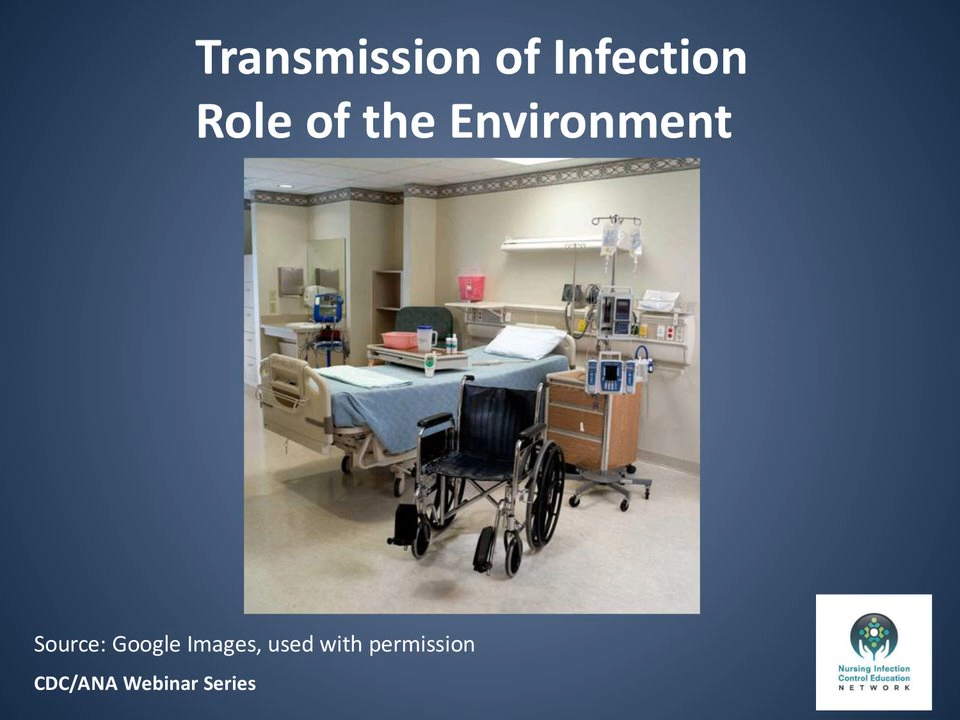 Transmission of Infection
Role of the Environment
Source: Google Images, used with permission
CDC/ANA Webinar Series
Nursing Infection
Control Education
NETWORK